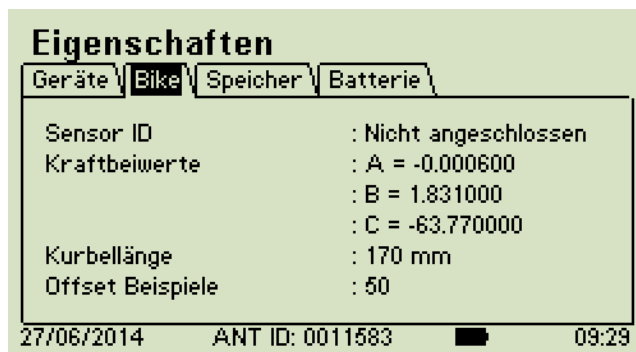 Eigenschaften
Geräte Bike Speicher Batterie
Sensor ID : Nicht angeschlossen
Kraftbeiwerte : A = -0.000600
: B = 1.831000
: C = -63.770000
Kurbellänge : 170 mm
Offset Beispiele : 50
27/06/2014 ANT ID: 0011583 09:29